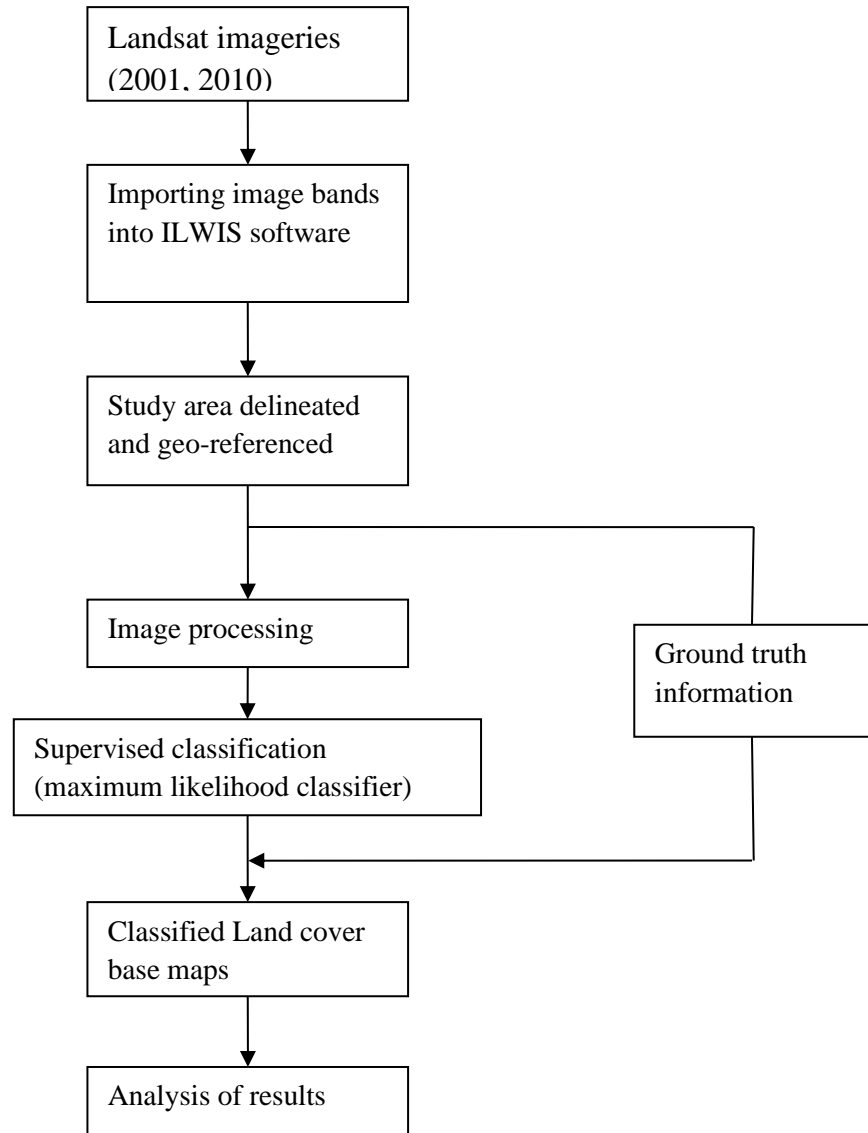 Landsat imageries
(2001, 2010)
Importing image bands
into ILWIS software
Study area delineated
and geo-referenced
Image processing
Ground truth
information
Supervised classification
(maximum likelihood classifier)
Classified Land cover
base maps
Analysis of results